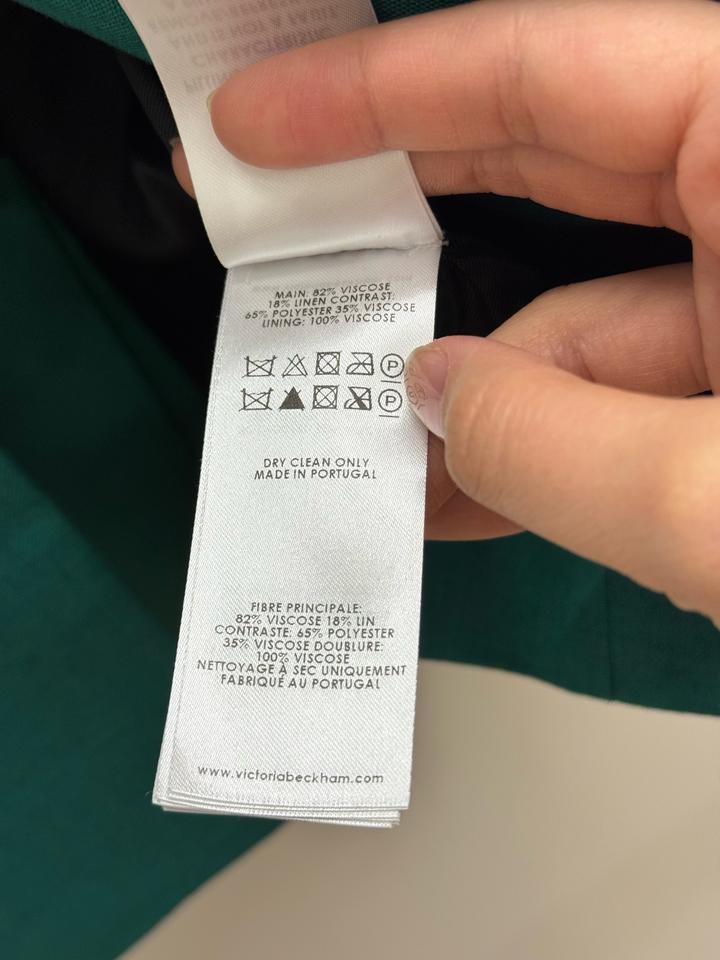 CHARACTERISTIC
MAIN: 82% VISCOSE
18% LINEN CONTRAST:
65% POLYESTER 35% VISCOSE
LINING: 100% VISCOSE
P
P
DRY CLEAN ONLY
MADE IN PORTUGAL
FIBRE PRINCIPALE:
82% VISCOSE 18% LIN
CONTRASTE: 65% POLYESTER
35% VISCOSE DOUBLURE:
100% VISCOSE
NETTOYAGE À SEC UNIQUEMENT
FABRIQUÉ AU PORTUGAL
www.victoriabeckham.com